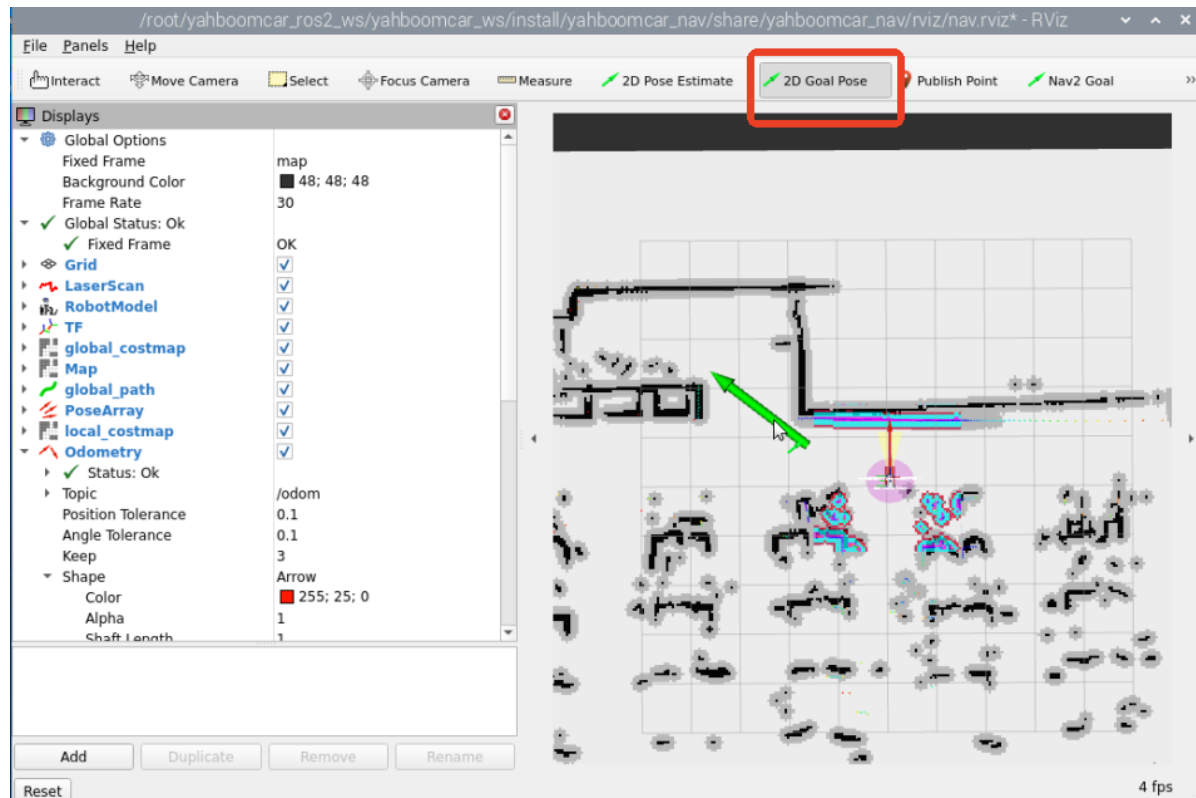 /root/yahboomcar_ros2_ws/yahboomcar_ws/install/yahboomcar_nav/share/yahboomcar_nav/rviz/nav.rviz* - RViz
File Panels Help
Interact Move Camera Select Focus Camera Measure 2D Pose Estimate 2D Goal Pose Publish Point Nav2 Goal »
Displays
Global Options
Fixed Frame map
Background Color 48; 48; 48
Frame Rate 30
Global Status: Ok
Fixed Frame OK
Grid
LaserScan
RobotModel
TF
global_costmap
Map
global_path
PoseArray
local_costmap
Odometry
Status: Ok
Topic /odom
Position Tolerance 0.1
Angle Tolerance 0.1
Keep 3
Shape Arrow
Color 255; 25; 0
Alpha 1
Shaft Length 1
Add Duplicate Remove Rename
Reset 4 fps